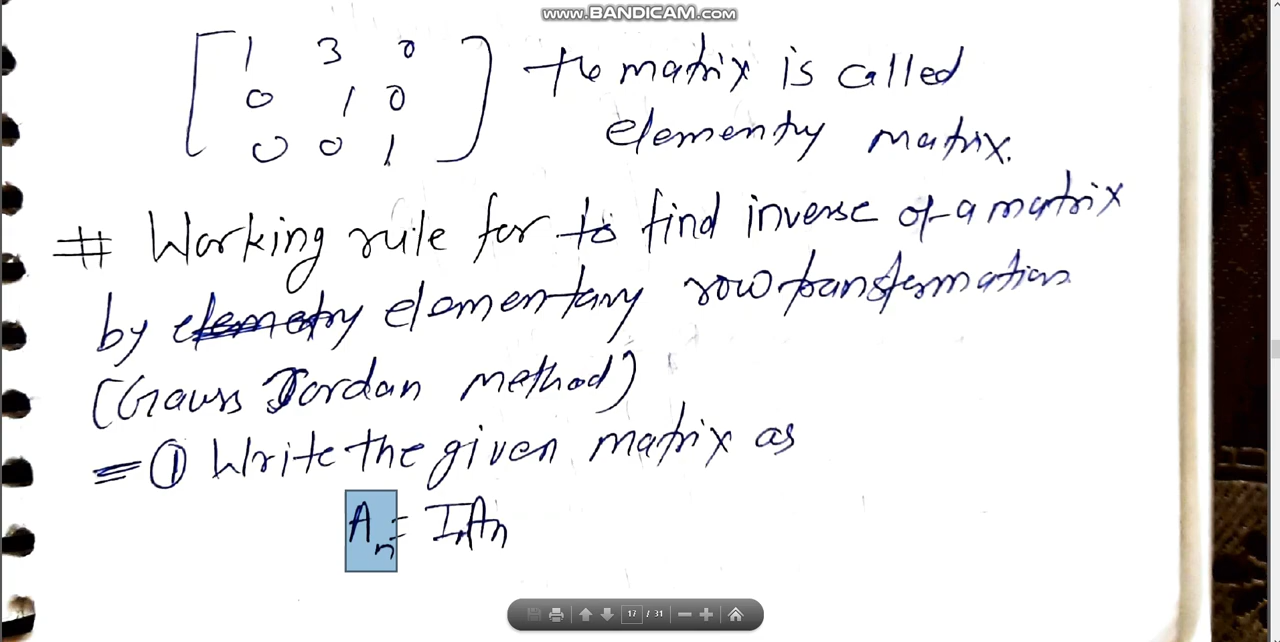 www.BANDICAM.com
[1 3 0 the matrix is called
0 1 0 elementry matrix.
0 0 1]
# Working rule for to find inverse of a matrix
by elemetry elementary row transformation
(Gauss Jordan method)
= ① Write the given matrix as
An = InAn
17 / 31